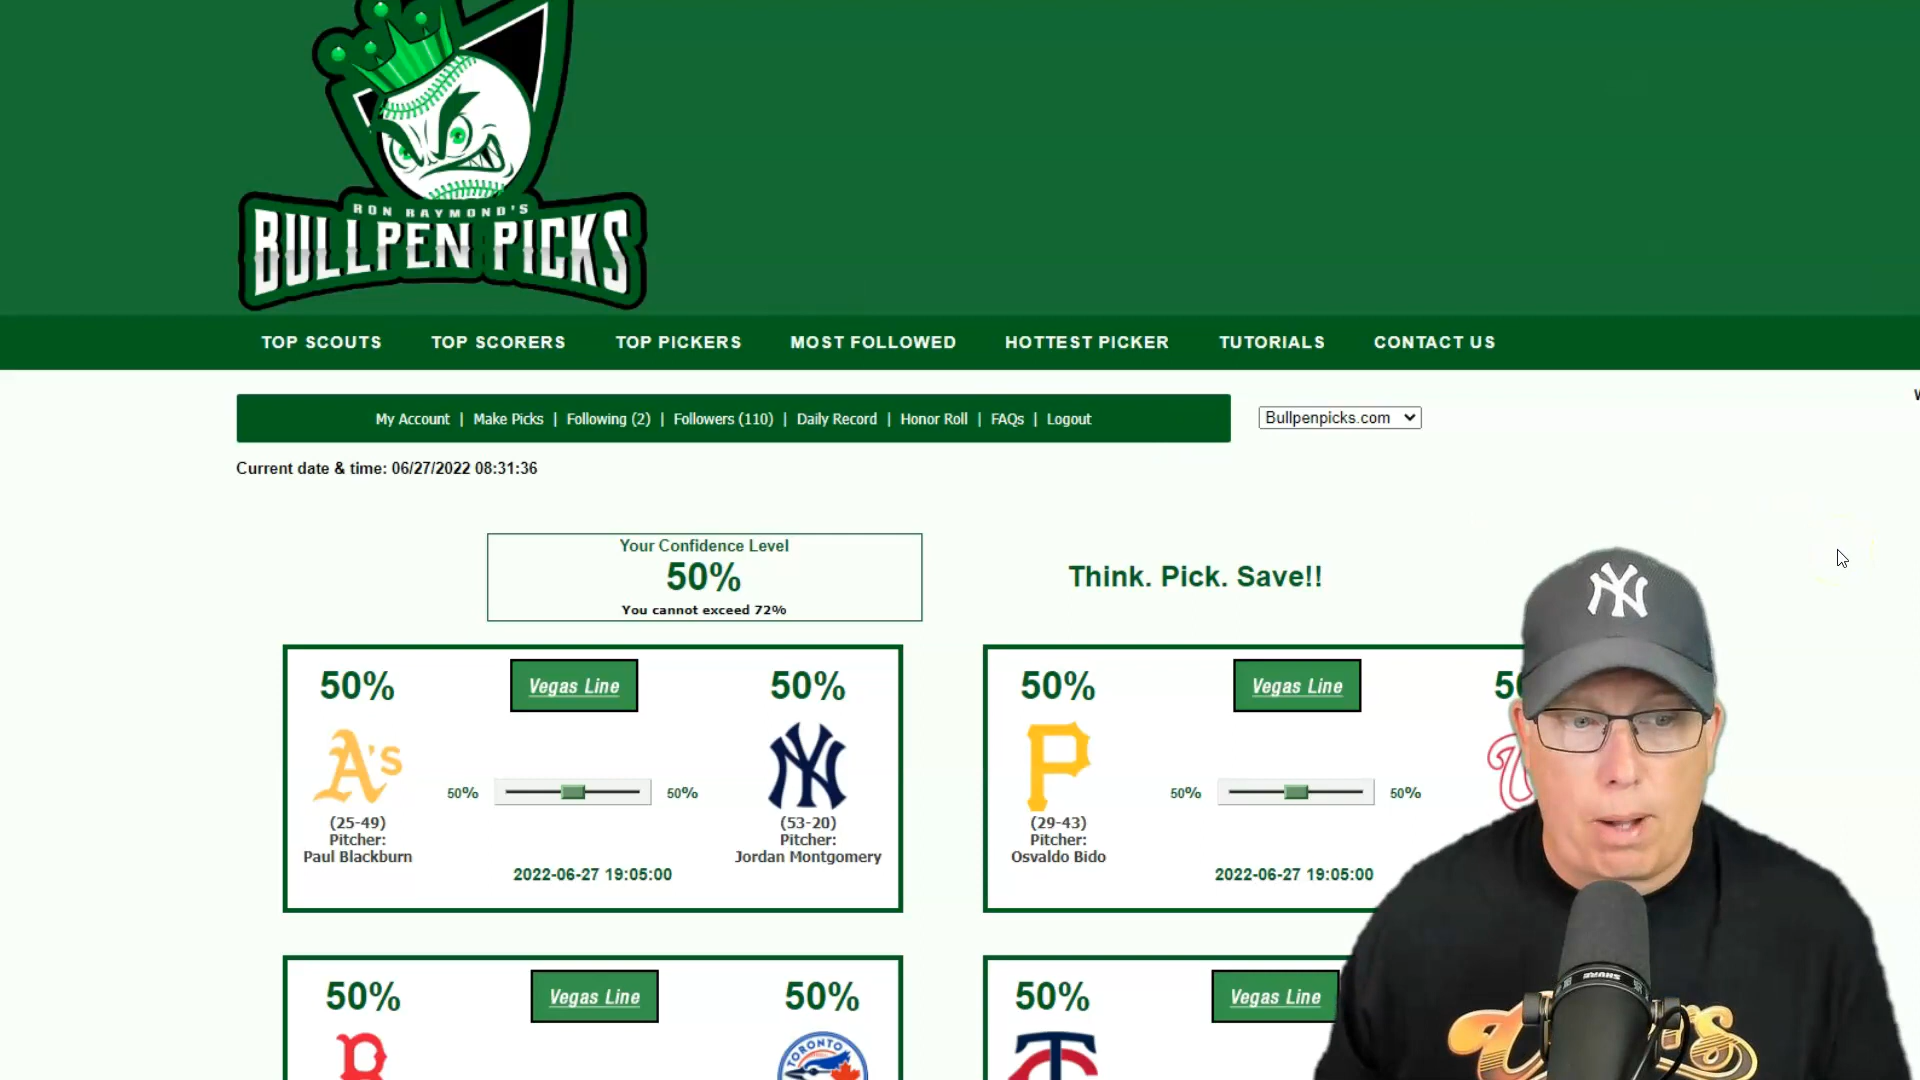 RON RAYMOND'S
BULLPEN PICKS
TOP SCOUTS TOP SCORERS TOP PICKERS MOST FOLLOWED HOTTEST PICKER TUTORIALS CONTACT US
My Account | Make Picks | Following (2) | Followers (110) | Daily Record | Honor Roll | FAQs | Logout
Bullpenpicks.com
Current date & time: 06/27/2022 08:31:36
Your Confidence Level
50%
You cannot exceed 72%
Think. Pick. Save!!
50% Vegas Line 50%
A's
NY
50% 50%
(25-49) (53-20)
Pitcher: Pitcher:
Paul Blackburn Jordan Montgomery
2022-06-27 19:05:00
50% Vegas Line
P
50% 50%
(29-43)
Pitcher:
Osvaldo Bido
2022-06-27 19:05:00
NY
50% Vegas Line 50%
B
TORONTO
50% Vegas Line
TC
SHURE